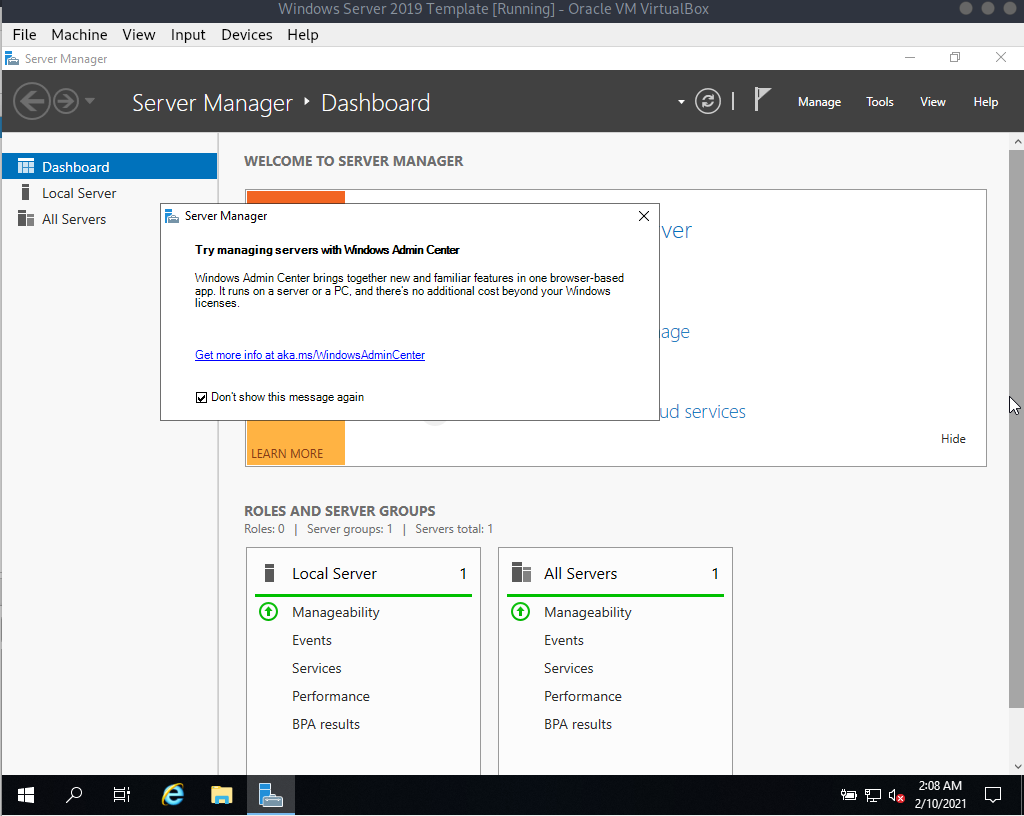 Windows Server 2019 Template [Running] - Oracle VM VirtualBox
File Machine View Input Devices Help
Server Manager
Server Manager ‣ Dashboard
Manage Tools View Help
Dashboard
Local Server
All Servers
WELCOME TO SERVER MANAGER
Server Manager
Try managing servers with Windows Admin Center
Windows Admin Center brings together new and familiar features in one browser-based
app. It runs on a server or a PC, and there's no additional cost beyond your Windows
licenses.
Get more info at aka.ms/WindowsAdminCenter
Don't show this message again
ver
age
ud services
Hide
LEARN MORE
ROLES AND SERVER GROUPS
Roles: 0 | Server groups: 1 | Servers total: 1
Local Server 1
Manageability
Events
Services
Performance
BPA results
All Servers 1
Manageability
Events
Services
Performance
BPA results
2:08 AM
2/10/2021